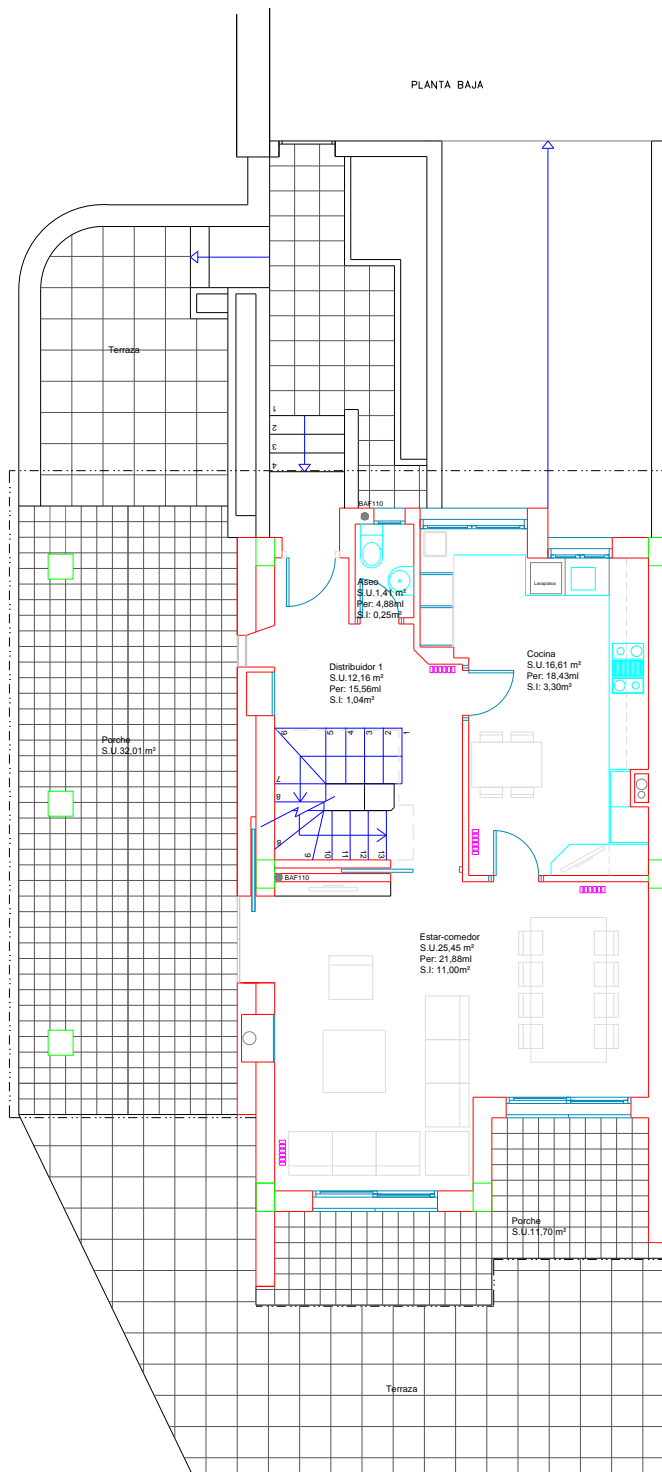 PLANTA BAJA
Terraza
1
2
3
4
BAF110
Aseo
S.U.1,41 m²
Per: 4,88ml
S.I: 0,25m²
Lavaplatos
Cocina
S.U.16,61 m²
Per: 18,43ml
S.I: 3,30m²
Distribuidor 1
S.U.12,16 m²
Per: 15,56ml
S.I: 1,04m²
Porche
S.U.32,01 m²
6
5
4
3
2
1
7
8
8
9
10
11
12
13
BAF110
Estar-comedor
S.U.25,45 m²
Per: 21,88ml
S.I: 11,00m²
Porche
S.U.11,70 m²
Terraza